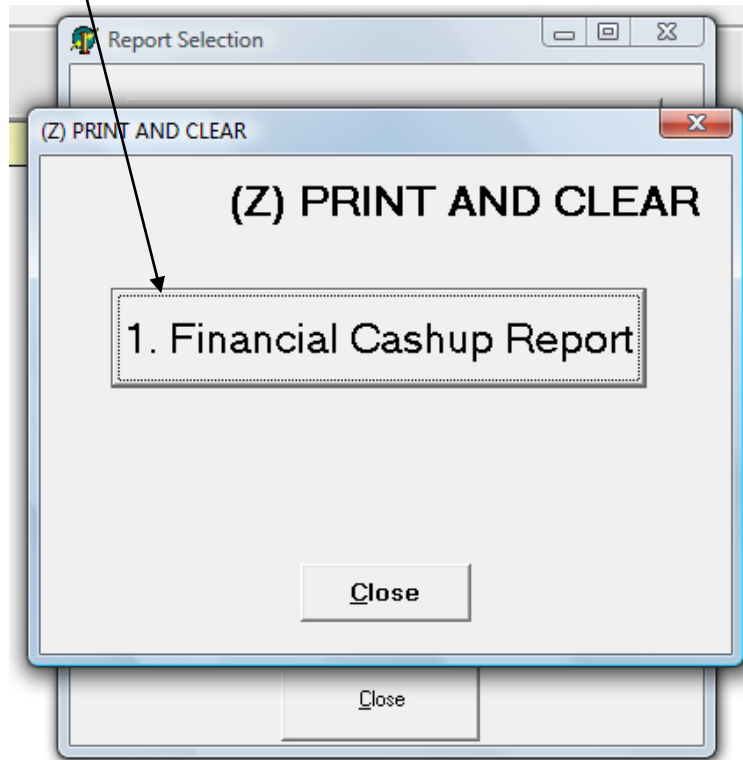 Report Selection
(Z) PRINT AND CLEAR
(Z) PRINT AND CLEAR
1. Financial Cashup Report
Close
Close